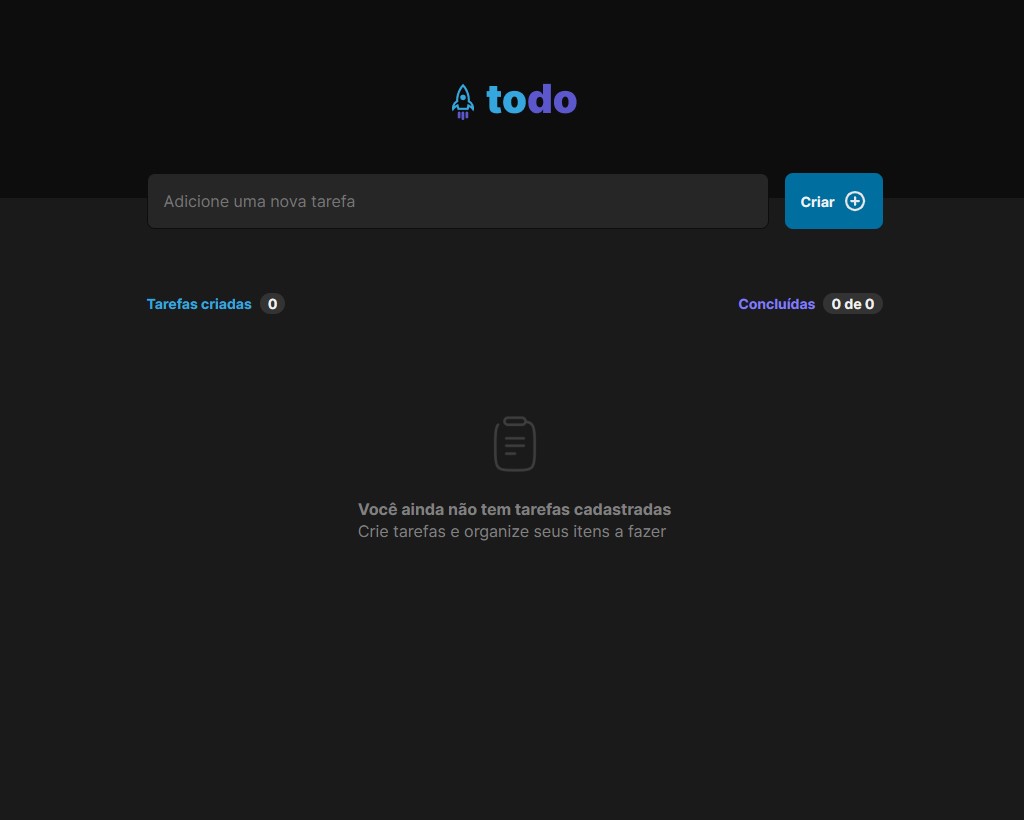 todo
Adicione uma nova tarefa
Criar
Tarefas criadas 0
Concluídas 0 de 0
Você ainda não tem tarefas cadastradas
Crie tarefas e organize seus itens a fazer